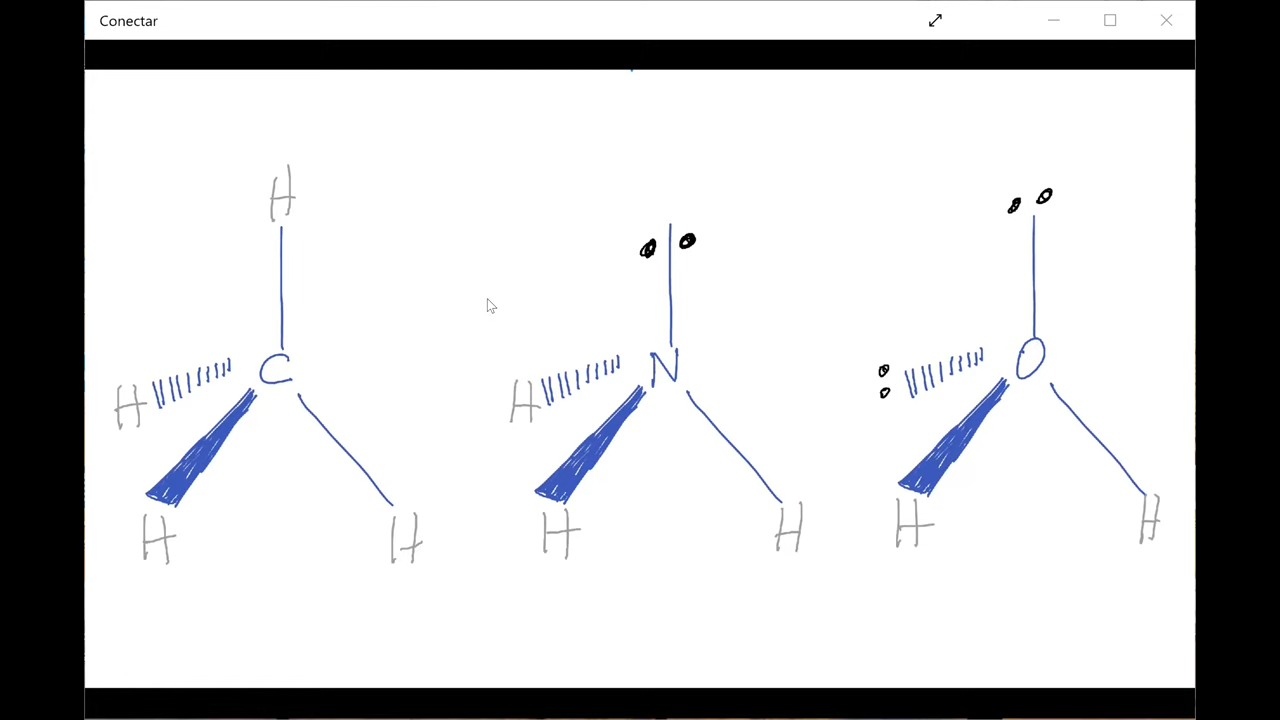 Conectar
H
C N O
H H
H H H H H H